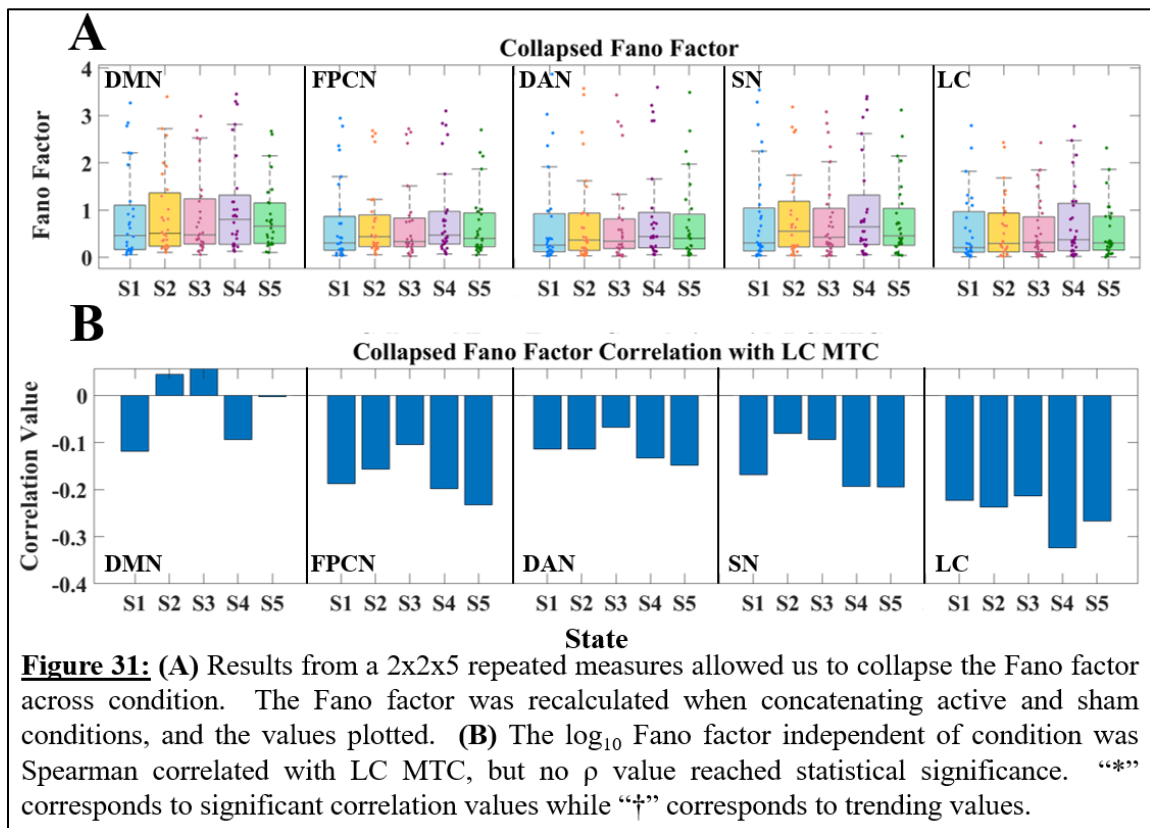 A
Collapsed Fano Factor
DMN FPCN DAN SN LC
4
3
2
1
0
Fano Factor
S1 S2 S3 S4 S5 S1 S2 S3 S4 S5 S1 S2 S3 S4 S5 S1 S2 S3 S4 S5 S1 S2 S3 S4 S5
B
Collapsed Fano Factor Correlation with LC MTC
0
-0.1
-0.2
-0.3
-0.4
Correlation Value
DMN FPCN DAN SN LC
S1 S2 S3 S4 S5 S1 S2 S3 S4 S5 S1 S2 S3 S4 S5 S1 S2 S3 S4 S5 S1 S2 S3 S4 S5
State
Figure 31: (A) Results from a 2x2x5 repeated measures allowed us to collapse the Fano factor
across condition. The Fano factor was recalculated when concatenating active and sham
conditions, and the values plotted. (B) The log₁₀ Fano factor independent of condition was
Spearman correlated with LC MTC, but no ρ value reached statistical significance. “*”
corresponds to significant correlation values while “†” corresponds to trending values.